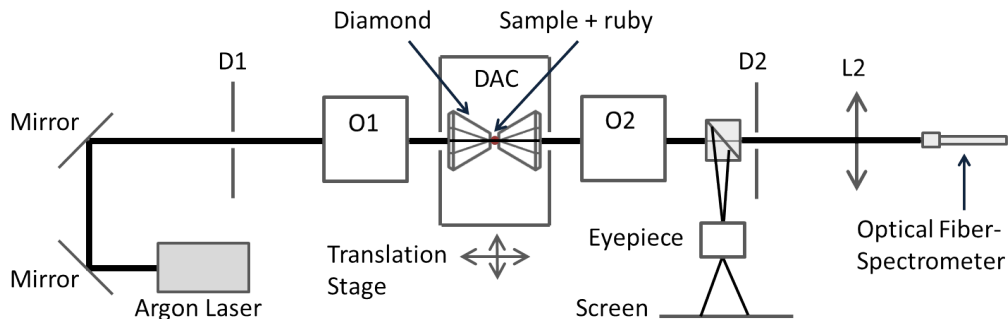 Diamond
Sample + ruby
D1
DAC
D2
L2
Mirror
O1
O2
Eyepiece
Optical Fiber-
Spectrometer
Translation
Stage
Mirror
Argon Laser
Screen